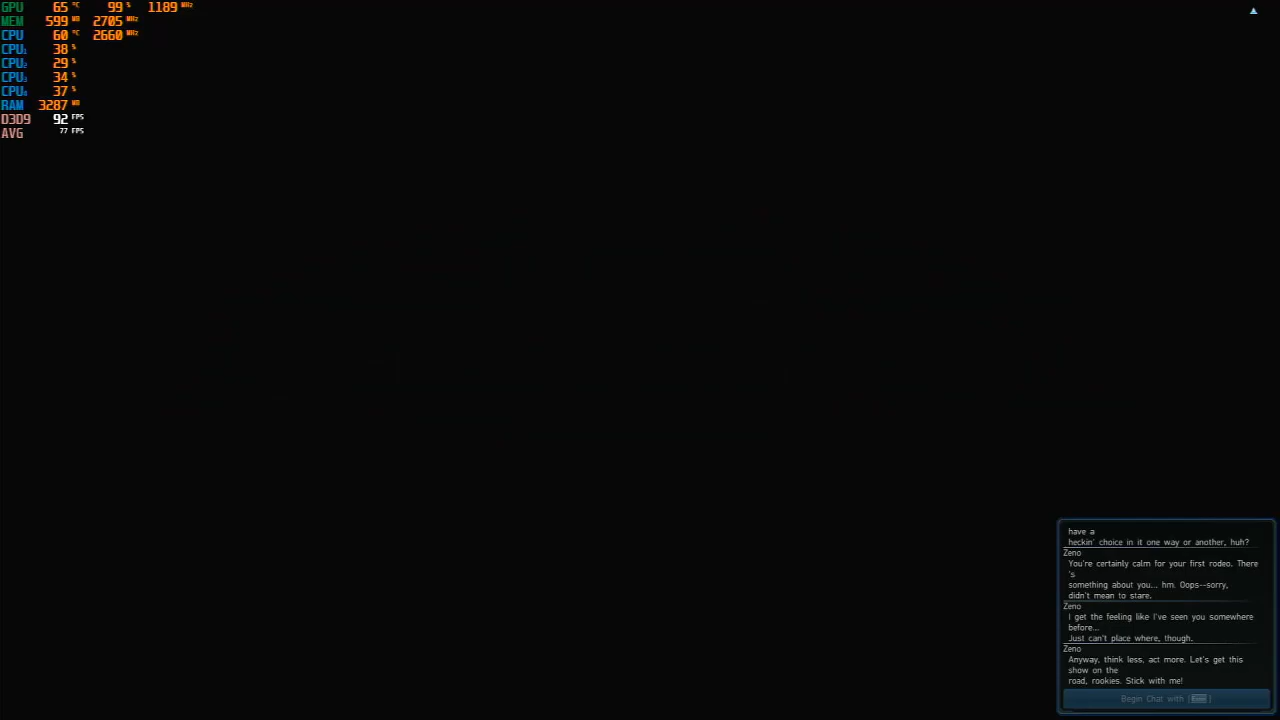 GPU 65 °C 99 % 1189 MHz
MEM 599 MB 2705 MHz
CPU 60 °C 2660 MHz
CPU1 38 %
CPU2 29 %
CPU3 34 %
CPU4 37 %
RAM 3287 MB
D3D9 92 FPS
AVG 77 FPS
have a
heckin' choice in it one way or another, huh?
Zeno
You're certainly calm for your first rodeo. There
's
something about you... hm. Oops--sorry,
didn't mean to stare.
Zeno
I get the feeling like I've seen you somewhere
before...
Just can't place where, though.
Zeno
Anyway, think less, act more. Let's get this
show on the
road, rookies. Stick with me!
Begin Chat with [Enter]